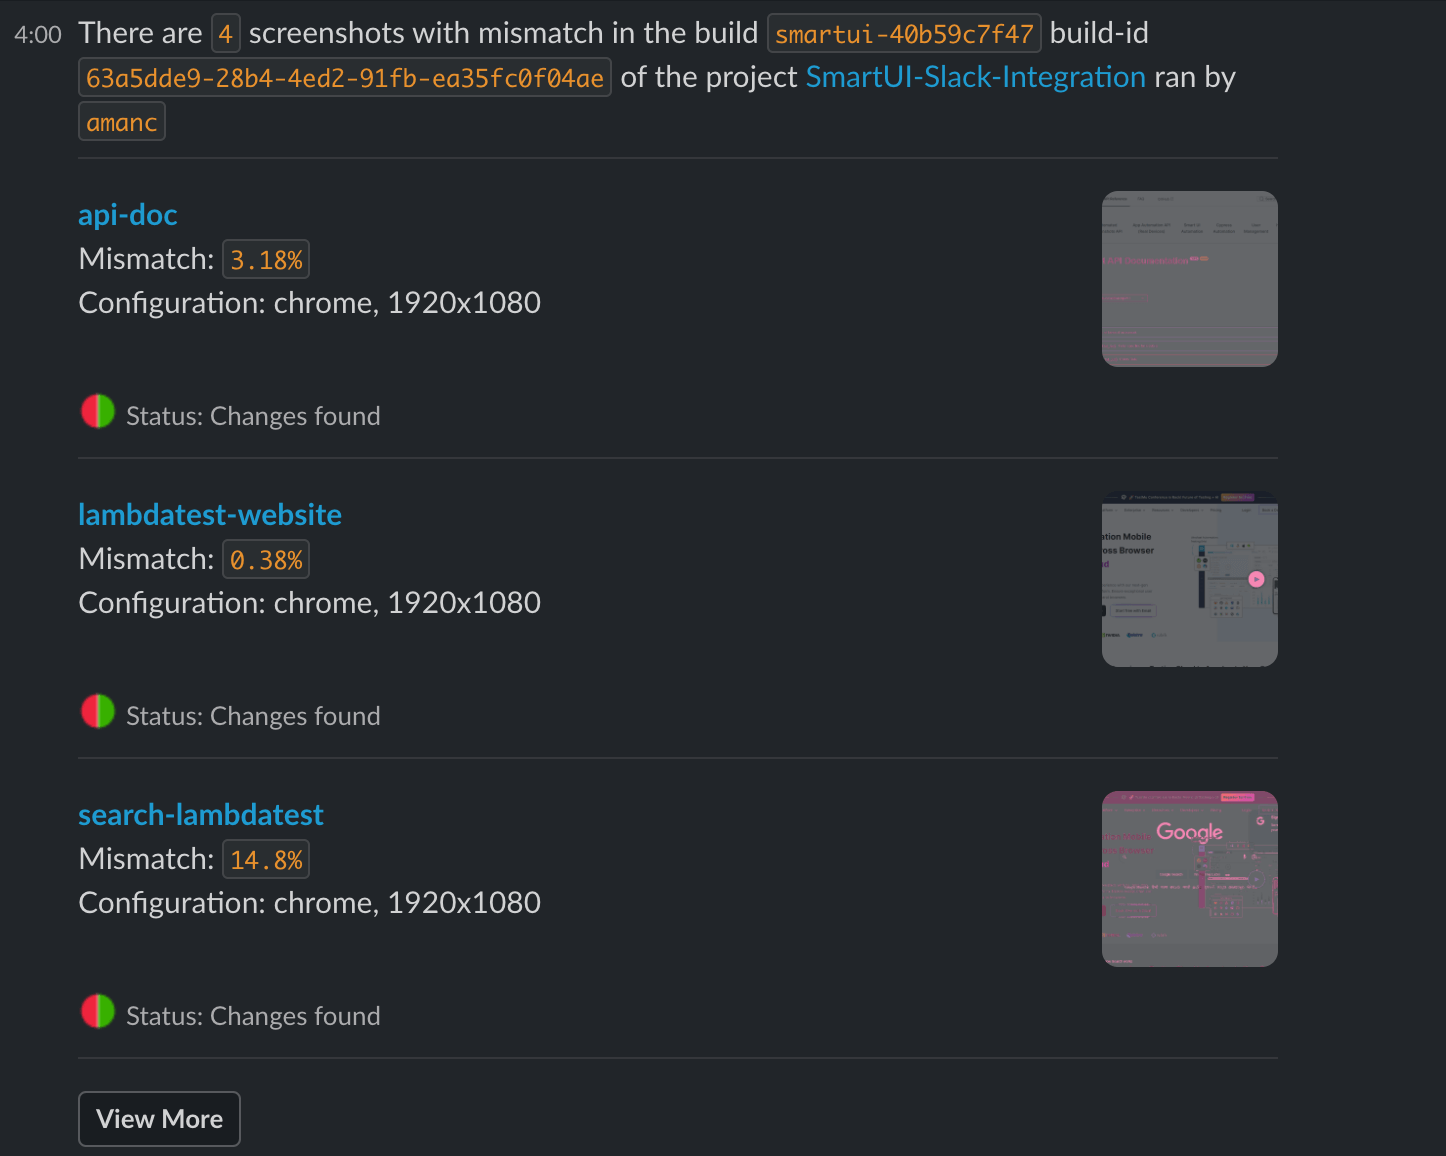 4:00 There are 4 screenshots with mismatch in the build smartui-40b59c7f47 build-id
63a5dde9-28b4-4ed2-91fb-ea35fc0f04ae of the project SmartUI-Slack-Integration ran by
amanc
api-doc
Mismatch: 3.18%
Configuration: chrome, 1920x1080
Status: Changes found
lambdatest-website
Mismatch: 0.38%
Configuration: chrome, 1920x1080
ation Mobile
oss Browser
Status: Changes found
search-lambdatest
Mismatch: 14.8%
Configuration: chrome, 1920x1080
Google
Status: Changes found
View More